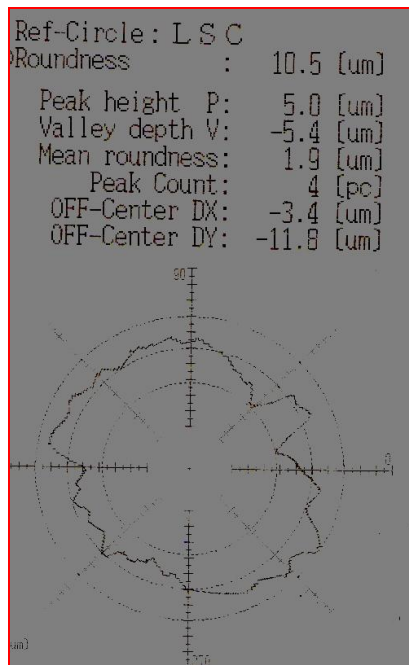 Ref-Circle: L S C
Roundness : 10.5 [um]
Peak height P: 5.0 [um]
Valley depth V: -5.4 [um]
Mean roundness: 1.9 [um]
Peak Count: 4 [pc]
OFF-Center DX: -3.4 [um]
OFF-Center DY: -11.8 [um]
90
0
270
um]